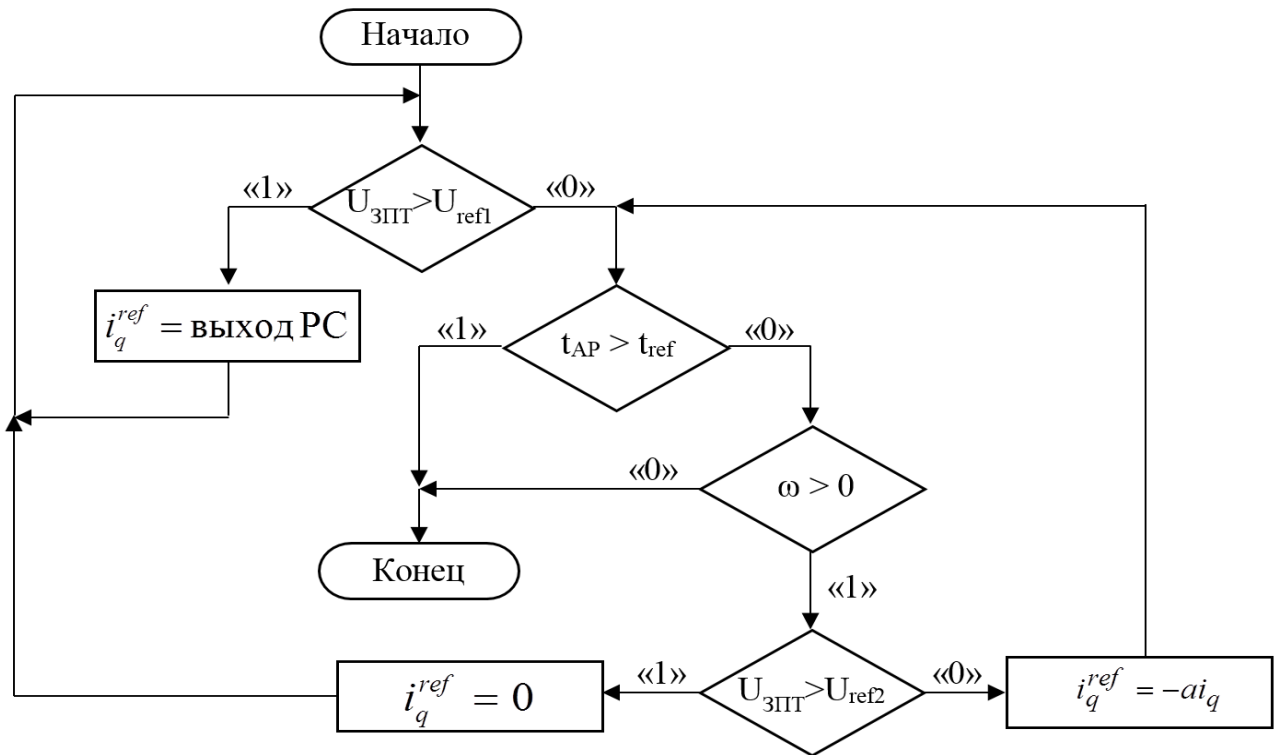 Начало
«1»
«0»
U_ЗПТ>U_ref1
i_q^ref = выход РС
«1»
«0»
t_АР > t_ref
«0»
ω > 0
Конец
«1»
«1»
«0»
i_q^ref = 0
U_ЗПТ>U_ref2
i_q^ref = -ai_q